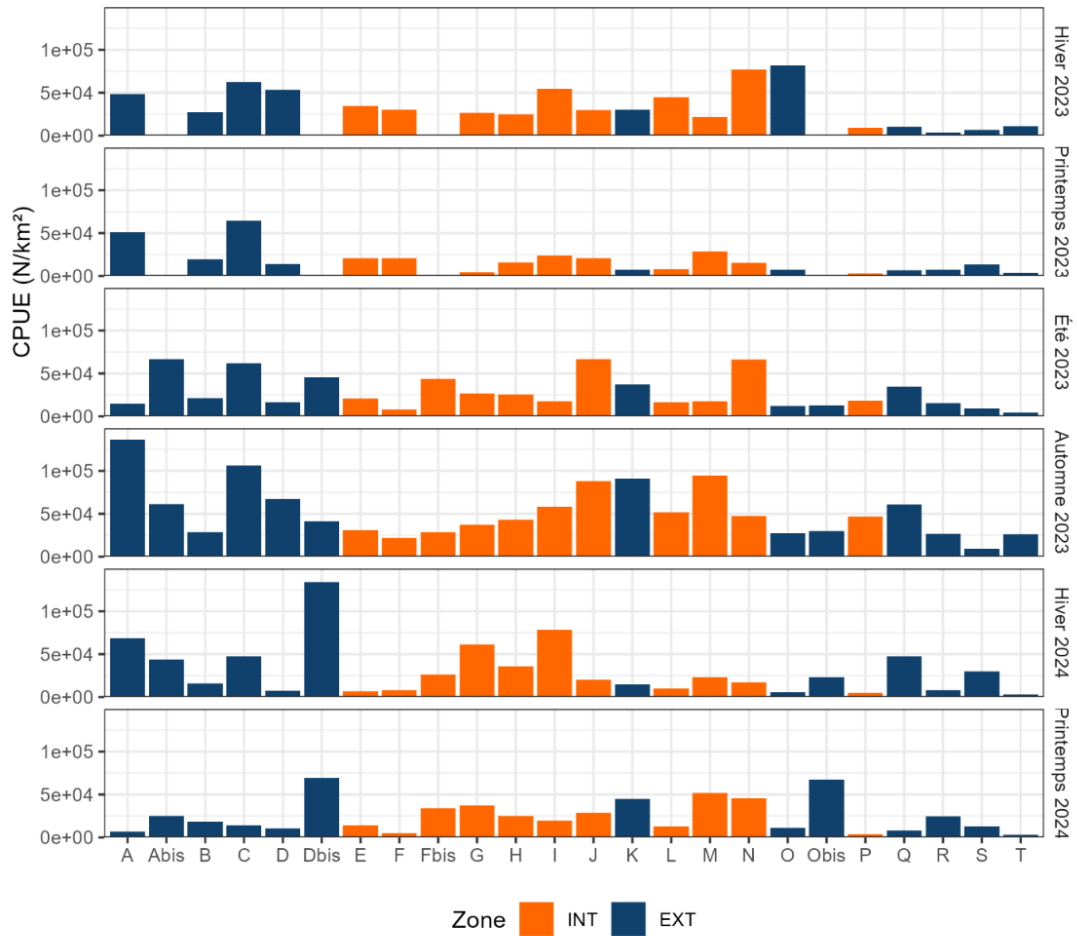 CPUE (N/km²)
1e+05
5e+04
0e+00
Hiver 2023
1e+05
5e+04
0e+00
Printemps 2023
1e+05
5e+04
0e+00
Été 2023
1e+05
5e+04
0e+00
Automne 2023
1e+05
5e+04
0e+00
Hiver 2024
1e+05
5e+04
0e+00
Printemps 2024
A Abis B C D Dbis E F Fbis G H I J K L M N O Obis P Q R S T
Zone INT EXT